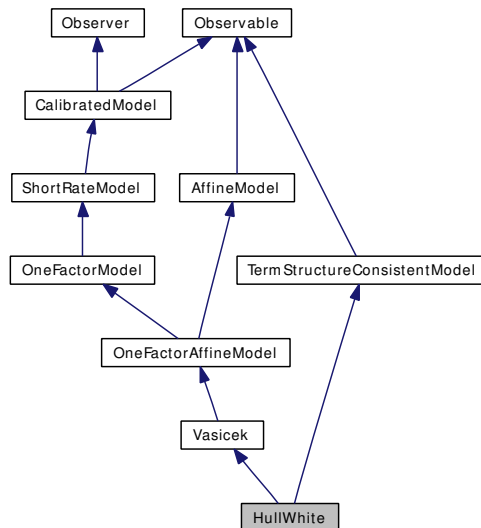 Observer
Observable
CalibratedModel
ShortRateModel
AffineModel
OneFactorModel
TermStructureConsistentModel
OneFactorAffineModel
Vasicek
HullWhite